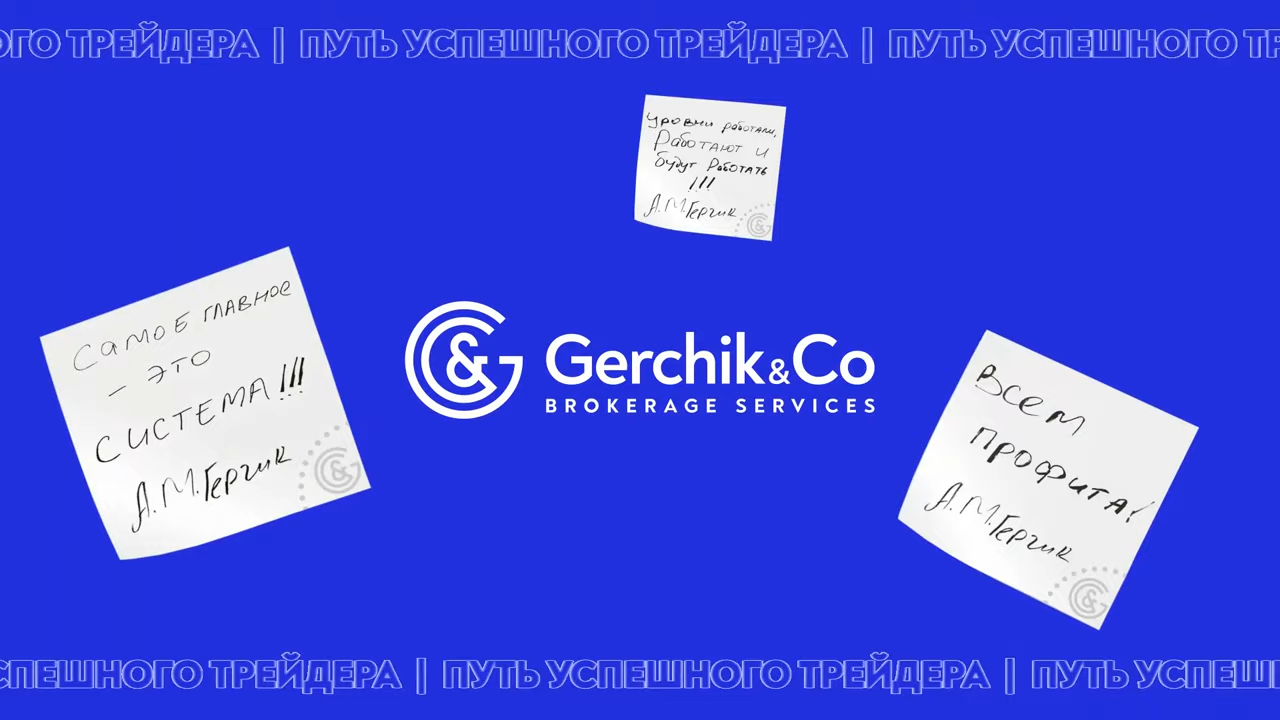 ОГО ТРЕЙДЕРА | ПУТЬ УСПЕШНОГО ТРЕЙДЕРА | ПУТЬ УСПЕШНОГО ТР
Уровни работали,
Работают и
будут Работать
!!!
А.М.Герчик
Самое главное
– это
система!!!
А.М.Герчик
Gerchik&Co
BROKERAGE SERVICES
Всем
профита!
А.М.Герчик
СПЕШНОГО ТРЕЙДЕРА | ПУТЬ УСПЕШНОГО ТРЕЙДЕРА | ПУТЬ УСПЕШ